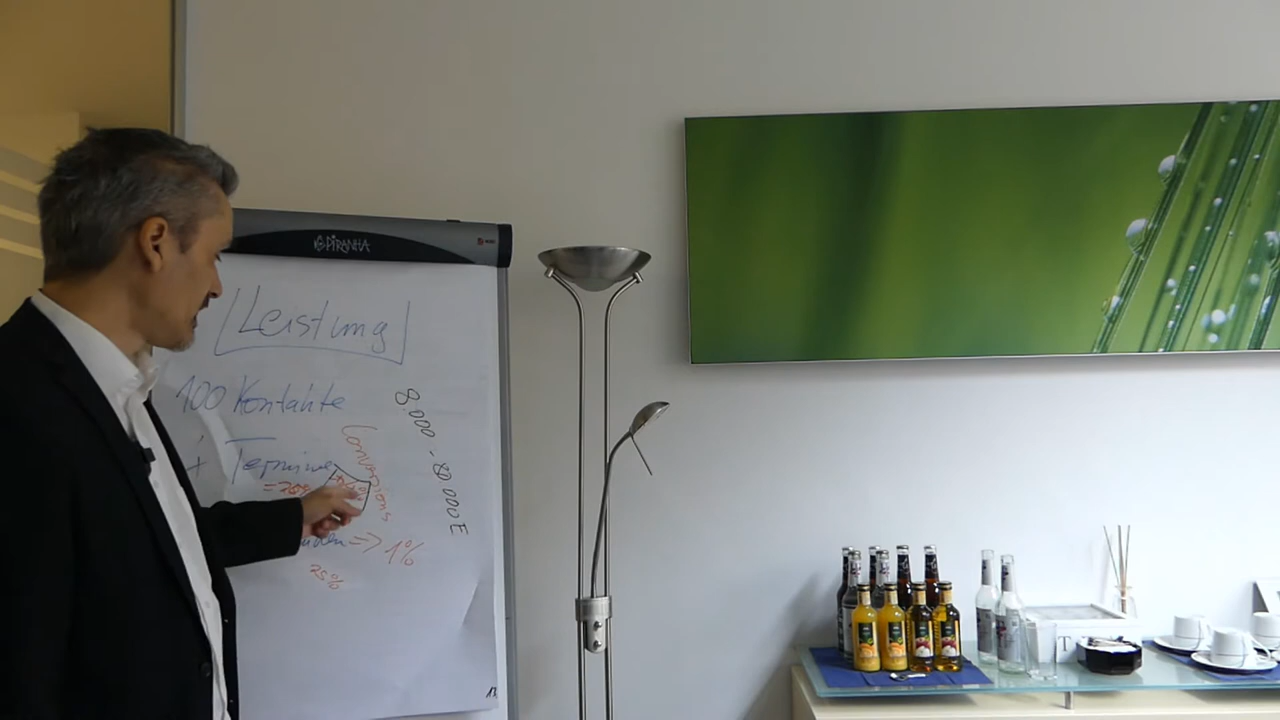 PIRANHA
Leistung
100 Kontakte
Termine
Conversions
=> 1%
25%
8.000 - 80.000 E
T